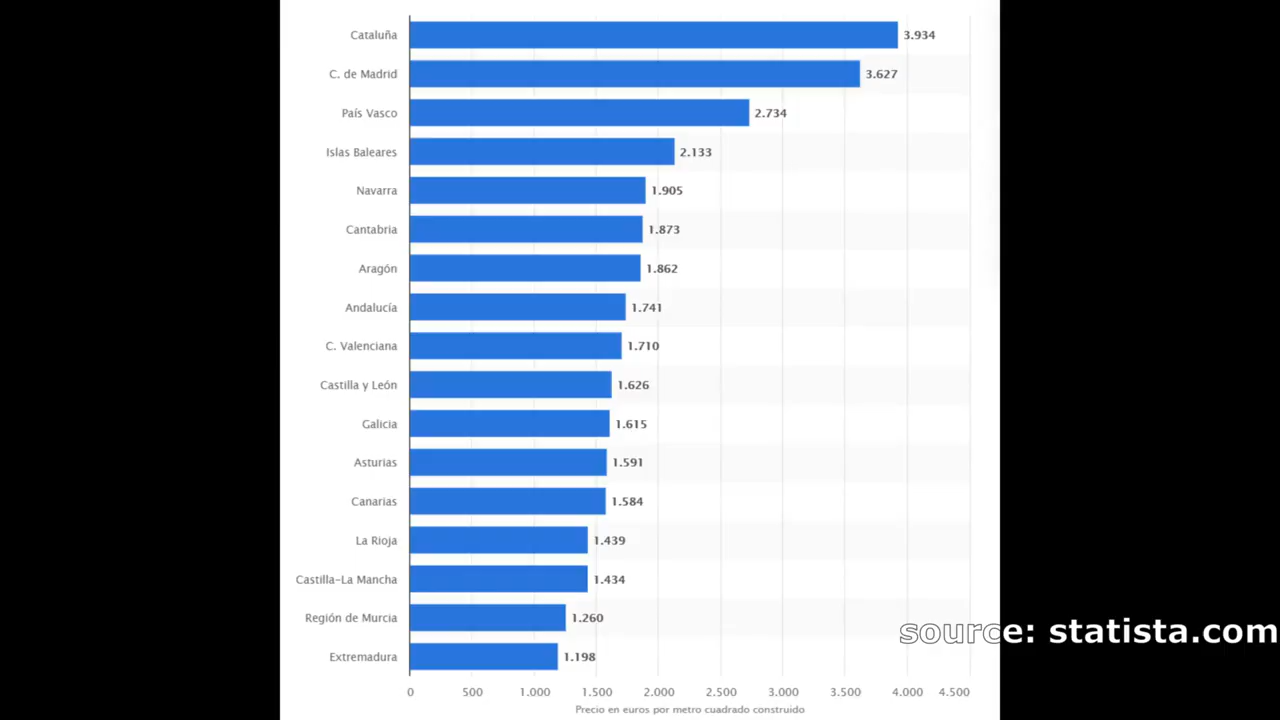 Cataluña 3.934
C. de Madrid 3.627
País Vasco 2.734
Islas Baleares 2.133
Navarra 1.905
Cantabria 1.873
Aragón 1.862
Andalucía 1.741
C. Valenciana 1.710
Castilla y León 1.626
Galicia 1.615
Asturias 1.591
Canarias 1.584
La Rioja 1.439
Castilla-La Mancha 1.434
Región de Murcia 1.260
source: statista.com
Extremadura 1.198
0 500 1.000 1.500 2.000 2.500 3.000 3.500 4.000 4.500
Precio en euros por metro cuadrado construido